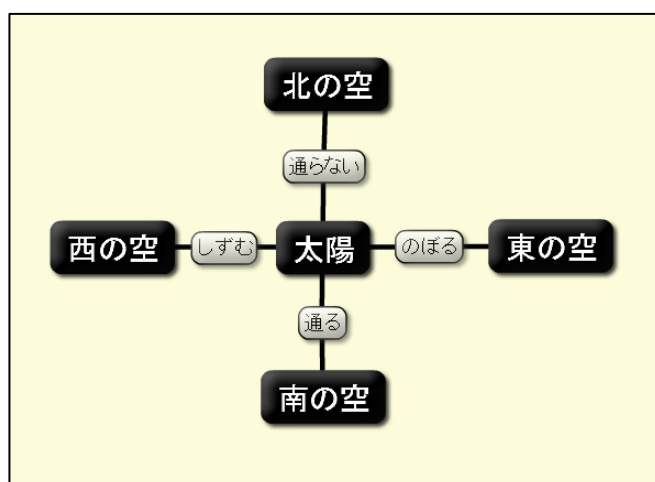 北の空
通らない
西の空 しずむ 太陽 のぼる 東の空
通る
南の空